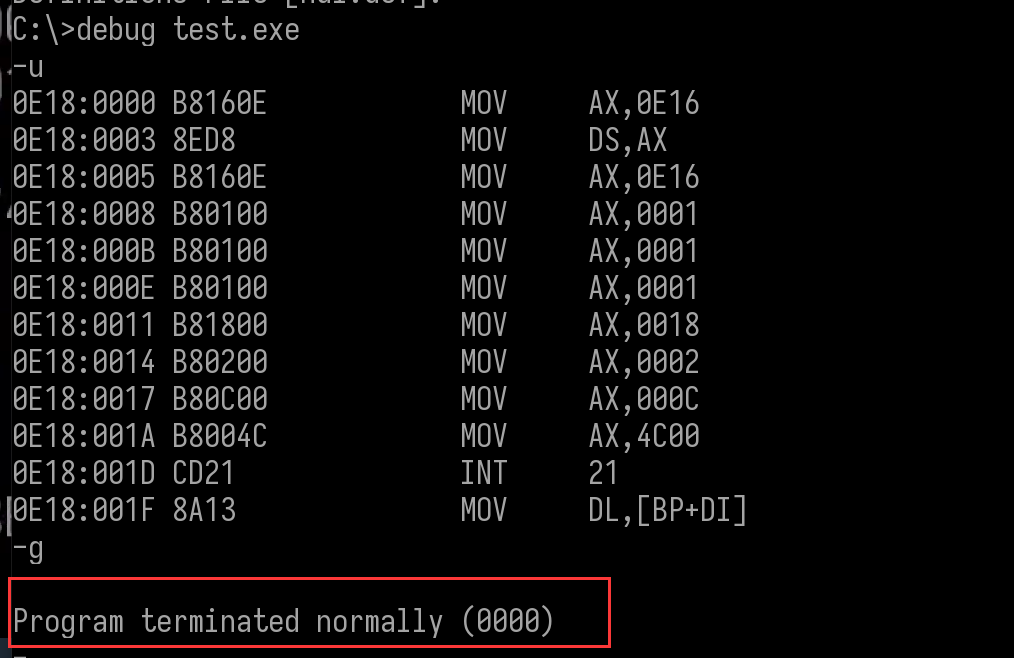 C:\>debug test.exe
-u
0E18:0000 B8160E MOV AX,0E16
0E18:0003 8ED8 MOV DS,AX
0E18:0005 B8160E MOV AX,0E16
0E18:0008 B80100 MOV AX,0001
0E18:000B B80100 MOV AX,0001
0E18:000E B80100 MOV AX,0001
0E18:0011 B81800 MOV AX,0018
0E18:0014 B80200 MOV AX,0002
0E18:0017 B80C00 MOV AX,000C
0E18:001A B8004C MOV AX,4C00
0E18:001D CD21 INT 21
0E18:001F 8A13 MOV DL,[BP+DI]
-g
Program terminated normally (0000)